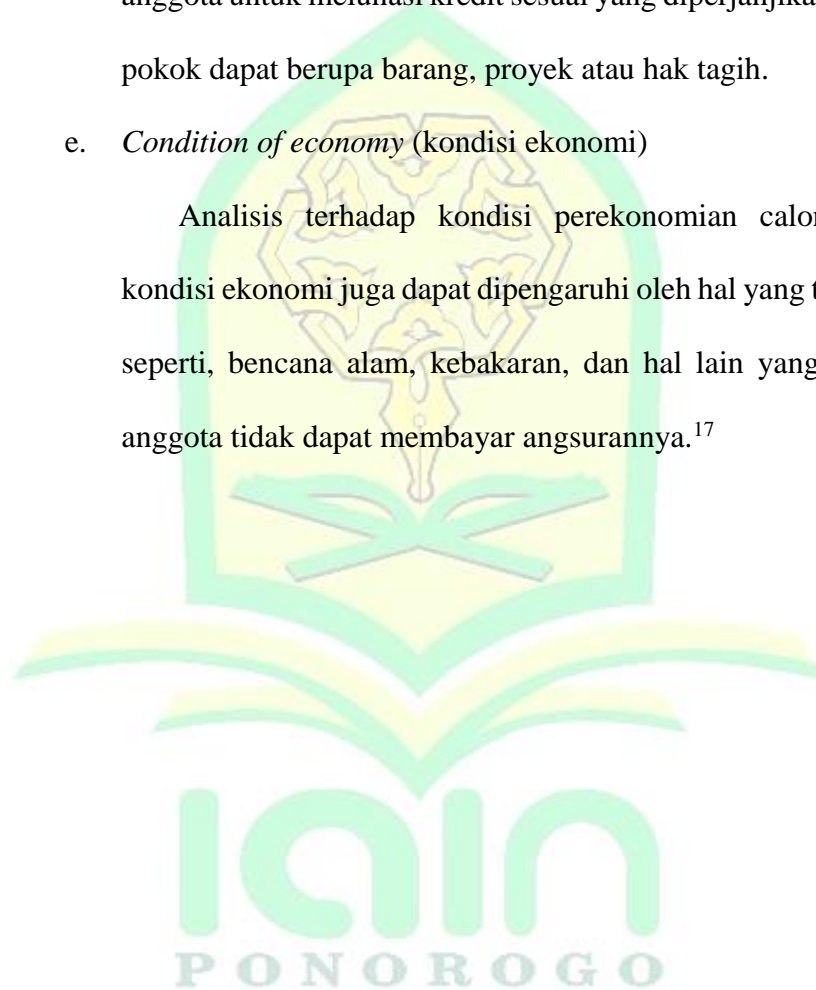 anggota untuk melunasi kredit sesuai yang diperjanjika
pokok dapat berupa barang, proyek atau hak tagih.
e. Condition of economy (kondisi ekonomi)
Analisis terhadap kondisi perekonomian calon
kondisi ekonomi juga dapat dipengaruhi oleh hal yang t
seperti, bencana alam, kebakaran, dan hal lain yang
anggota tidak dapat membayar angsurannya.17
iain
PONOROGO